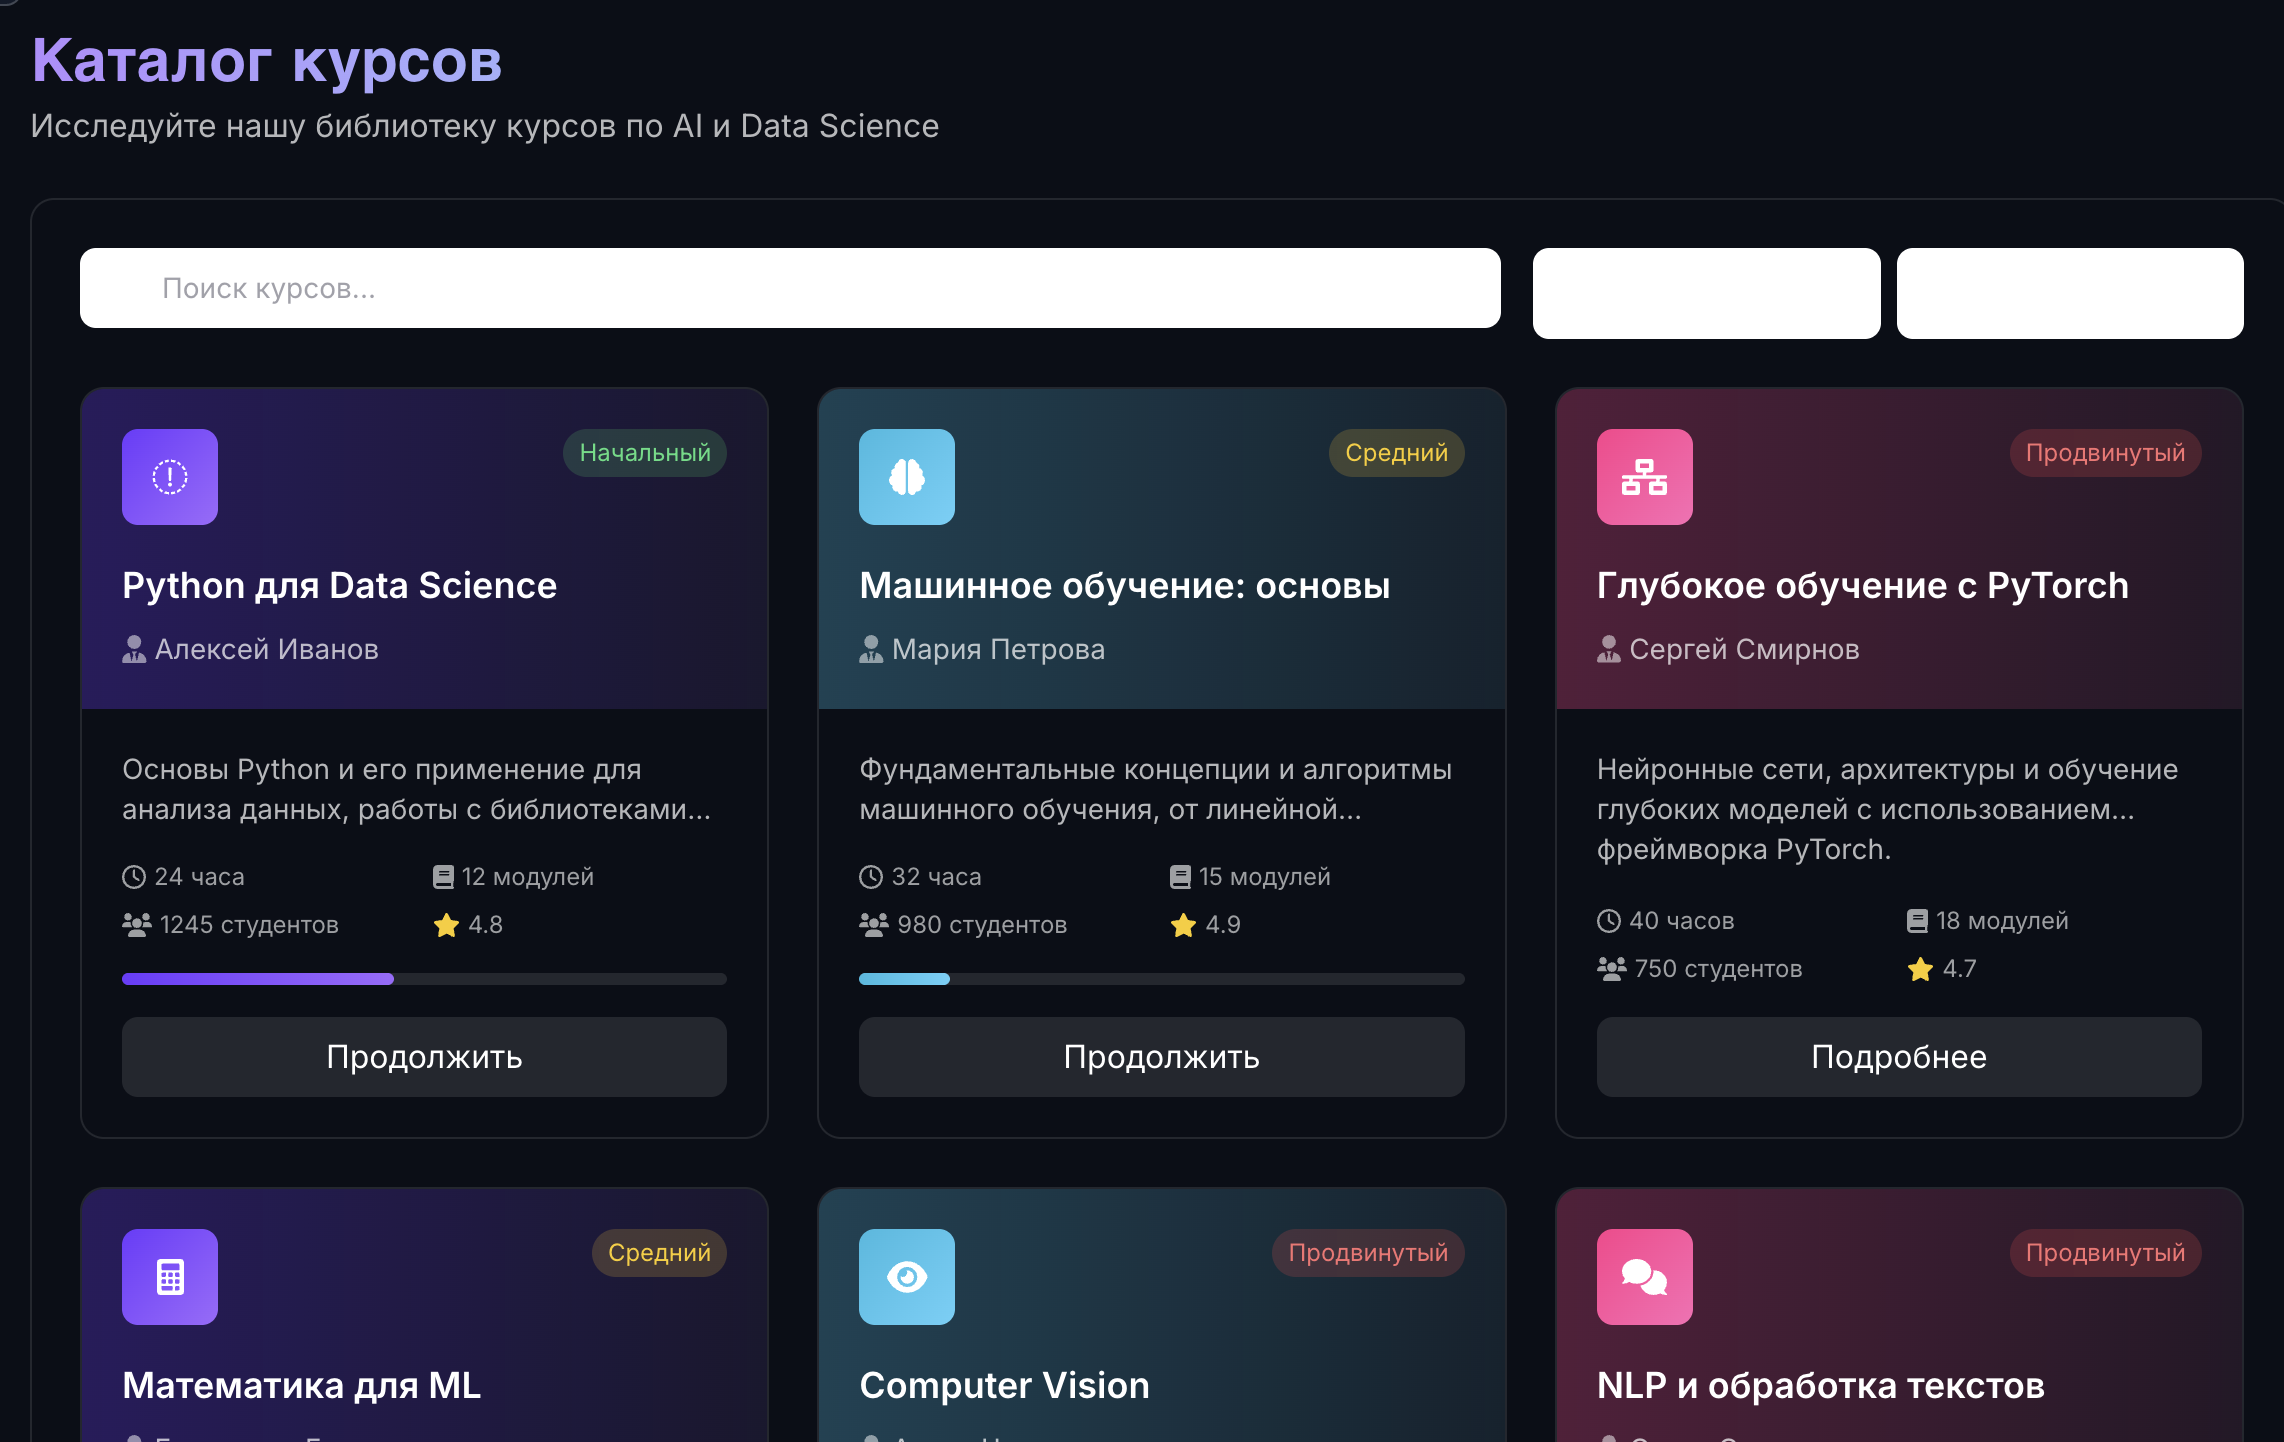 Каталог курсов
Исследуйте нашу библиотеку курсов по AI и Data Science
Поиск курсов...
Начальный
Python для Data Science
Алексей Иванов
Основы Python и его применение для
анализа данных, работы с библиотеками...
24 часа
12 модулей
1245 студентов
4.8
Продолжить
Средний
Машинное обучение: основы
Мария Петрова
Фундаментальные концепции и алгоритмы
машинного обучения, от линейной...
32 часа
15 модулей
980 студентов
4.9
Продолжить
Продвинутый
Глубокое обучение с PyTorch
Сергей Смирнов
Нейронные сети, архитектуры и обучение
глубоких моделей с использованием...
фреймворка PyTorch.
40 часов
18 модулей
750 студентов
4.7
Подробнее
Средний
Математика для ML
Продвинутый
Computer Vision
Продвинутый
NLP и обработка текстов